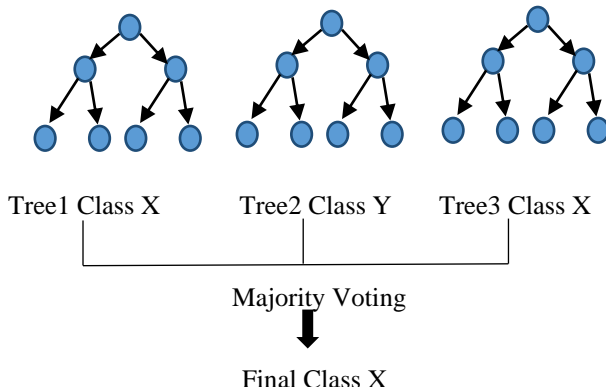 Tree1 Class X
Tree2 Class Y
Tree3 Class X
Majority Voting
Final Class X